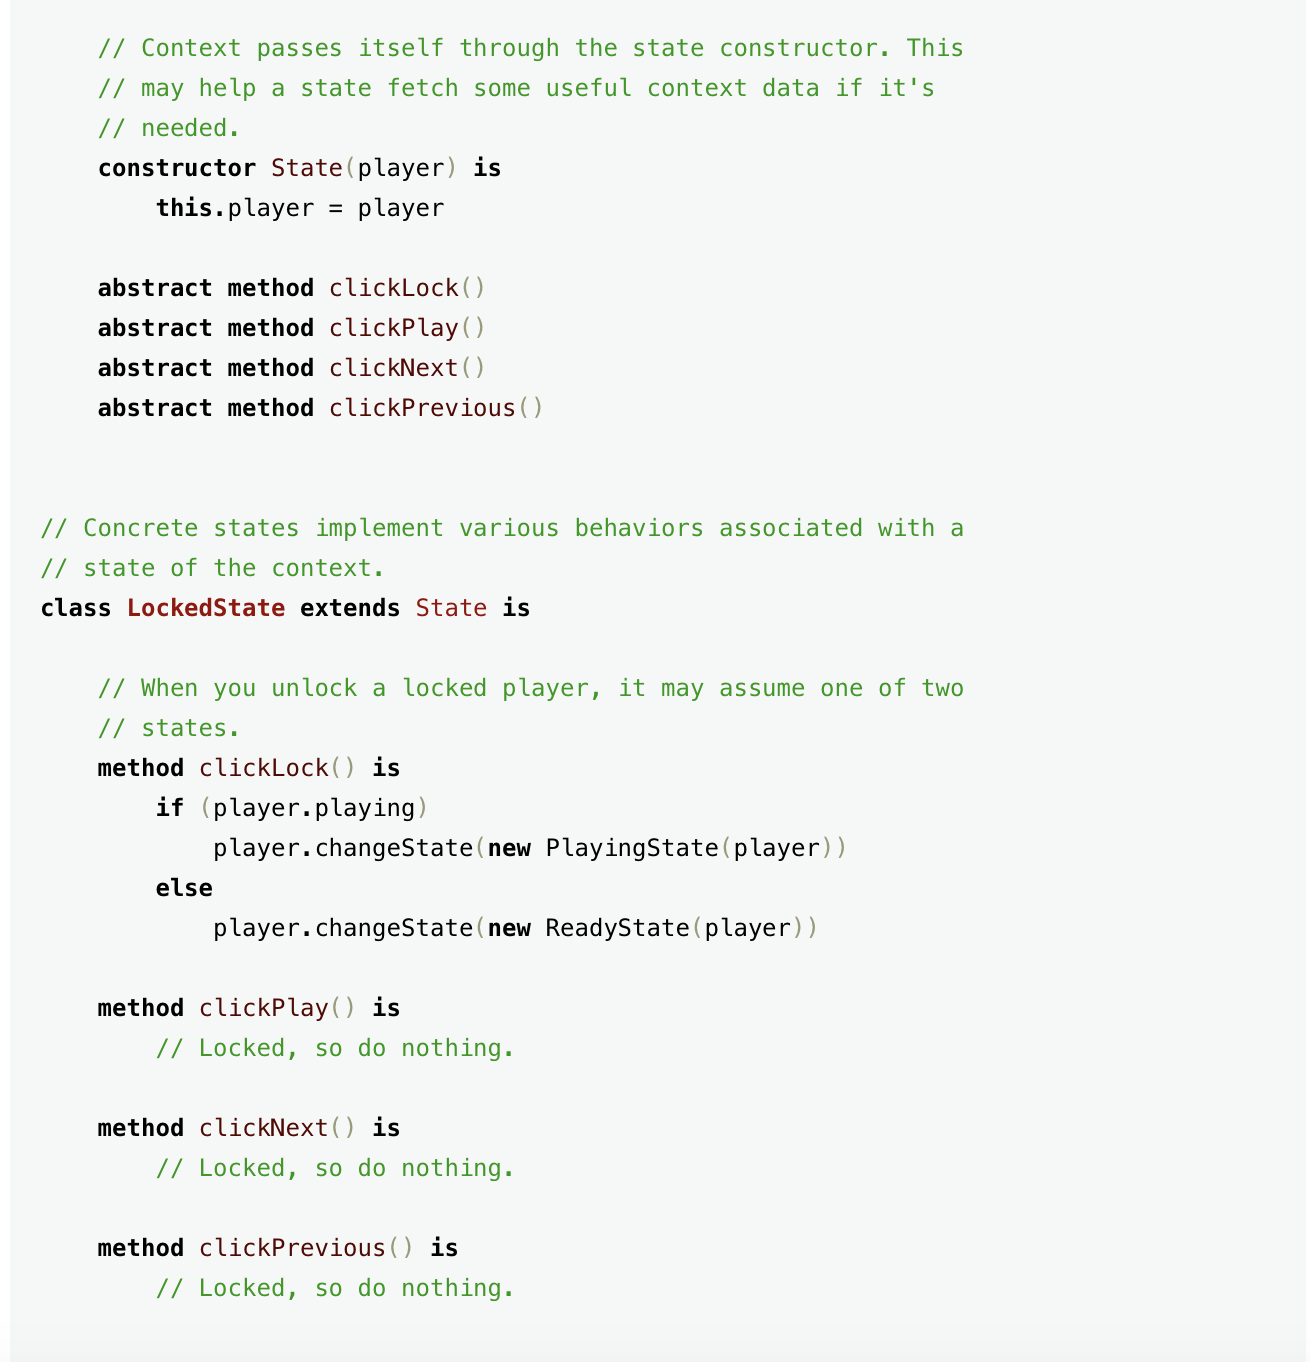 // Context passes itself through the state constructor. This
// may help a state fetch some useful context data if it's
// needed.
constructor State(player) is
this.player = player
abstract method clickLock()
abstract method clickPlay()
abstract method clickNext()
abstract method clickPrevious()
// Concrete states implement various behaviors associated with a
// state of the context.
class LockedState extends State is
// When you unlock a locked player, it may assume one of two
// states.
method clickLock() is
if (player.playing)
player.changeState(new PlayingState(player))
else
player.changeState(new ReadyState(player))
method clickPlay() is
// Locked, so do nothing.
method clickNext() is
// Locked, so do nothing.
method clickPrevious() is
// Locked, so do nothing.